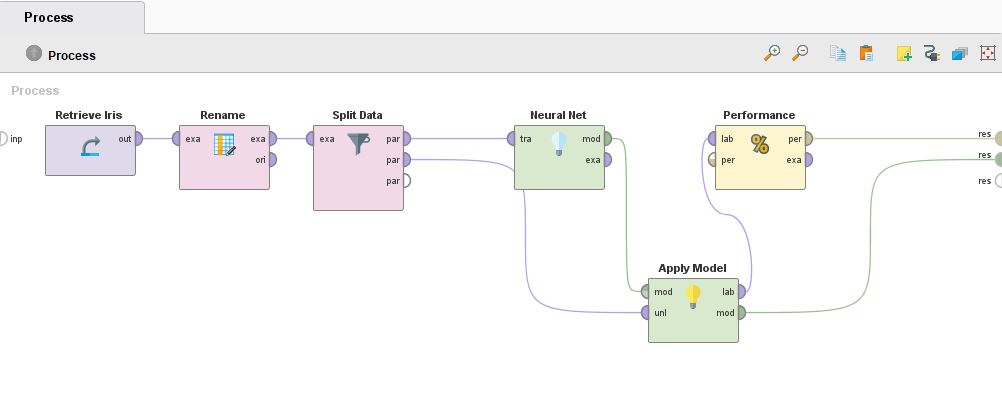 Process
Process
Process
inp
Retrieve Iris
out
Rename
exa exa
ori
Split Data
exa par
par
par
Neural Net
tra mod
exa
Performance
% 
lab per
per exa
res
res
res
Apply Model
mod lab
unl mod